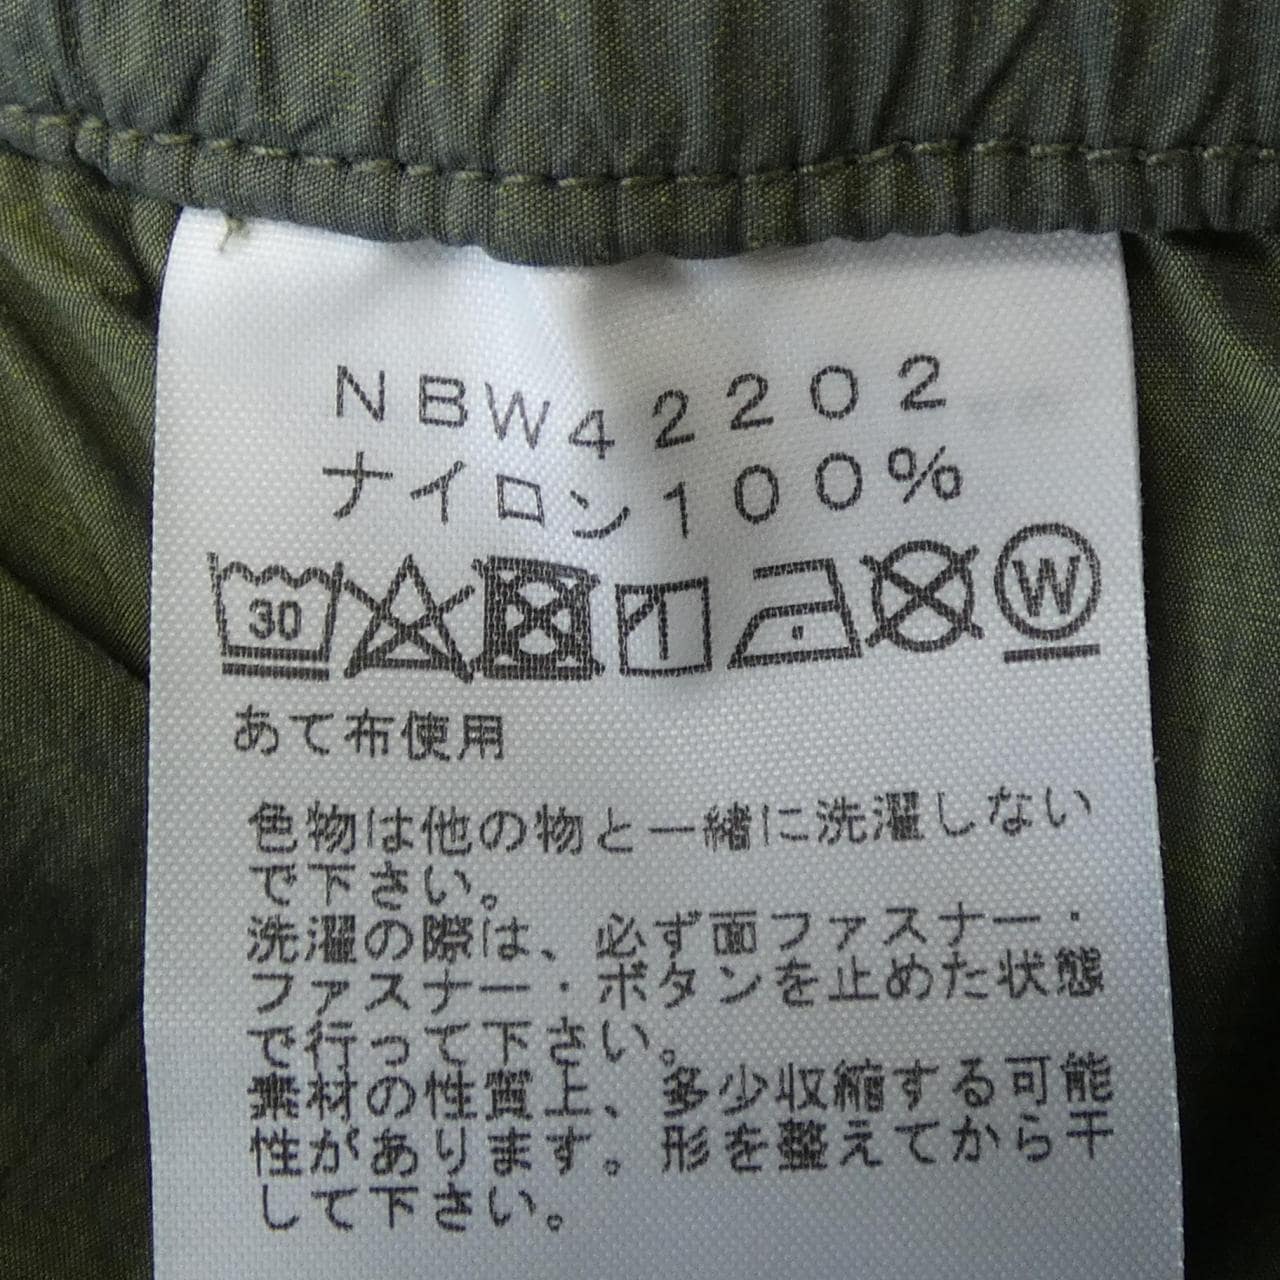 NBW42202
ナイロン100%
30 W
あて布使用
色物は他の物と一緒に洗濯しない
で下さい。
洗濯の際は、必ず面ファスナー・
ファスナー・ボタンを止めた状態
で行って下さい。
素材の性質上、多少収縮する可能
性があります。形を整えてから干
して下さい。